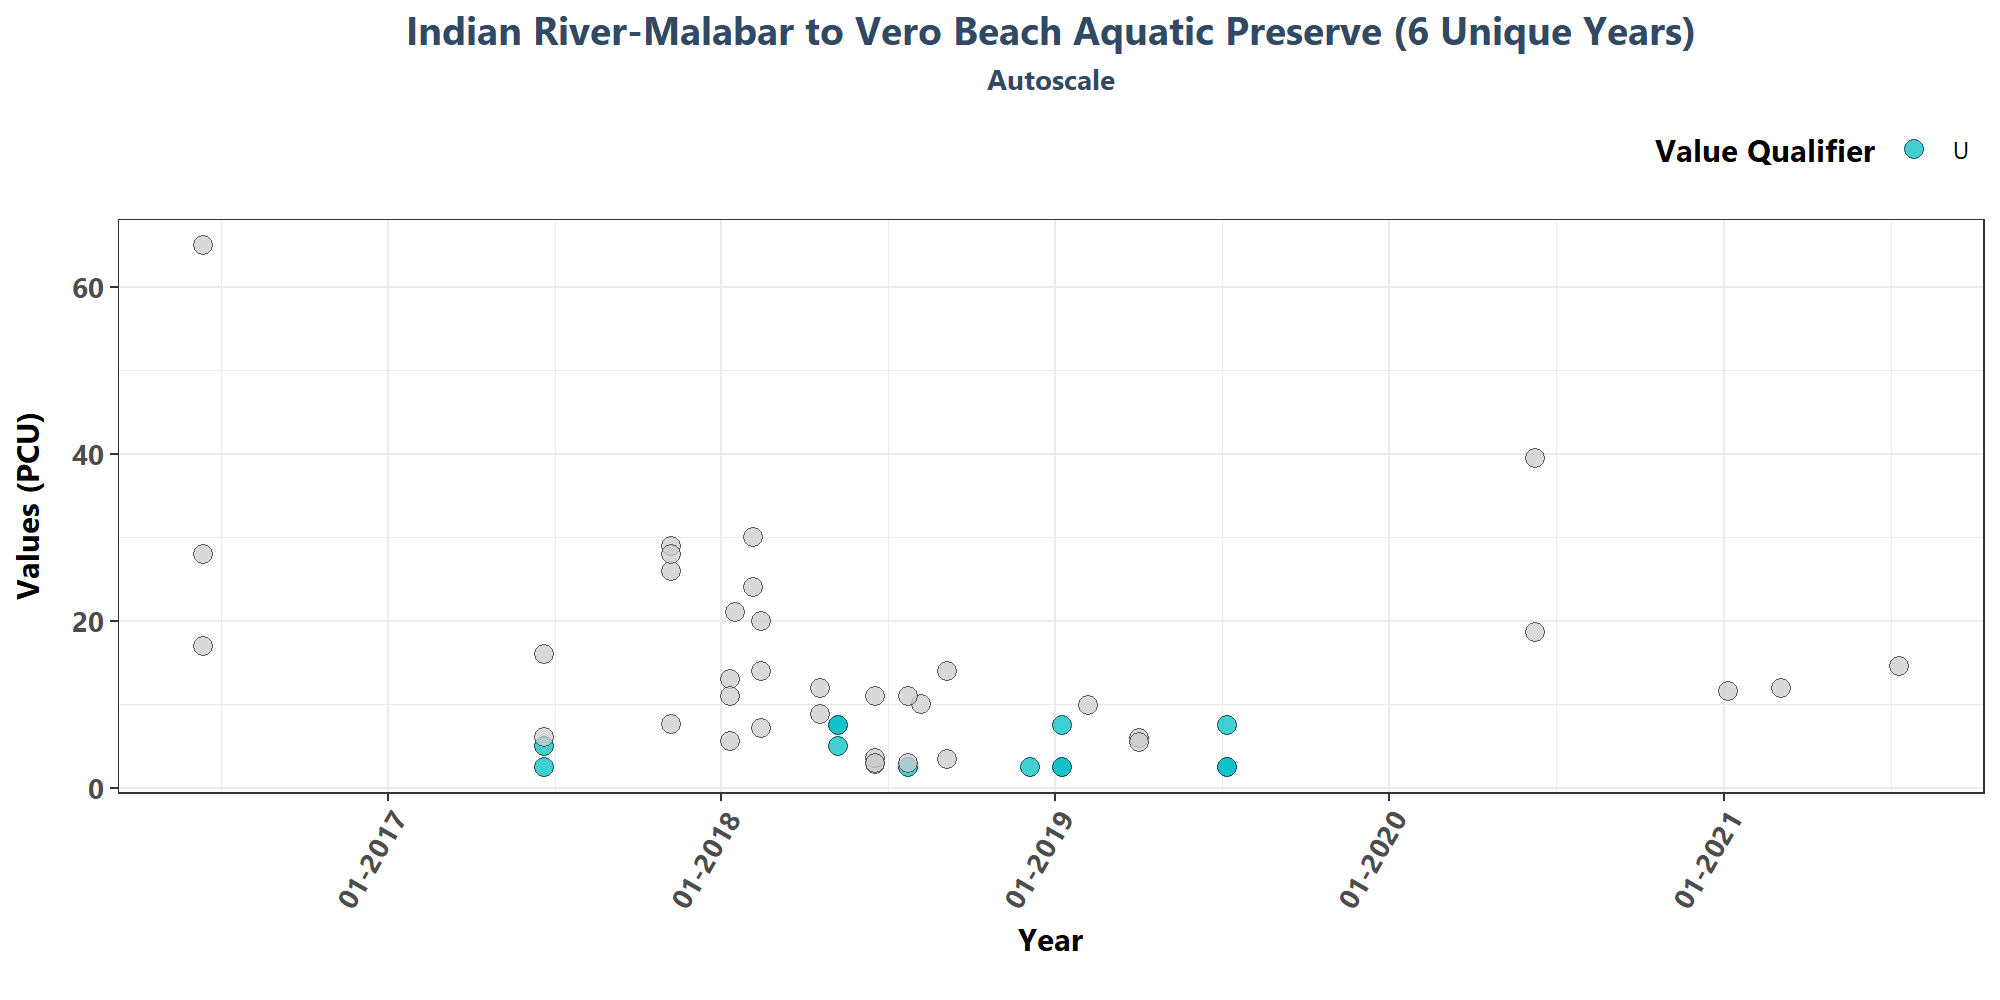 Indian River-Malabar to Vero Beach Aquatic Preserve (6 Unique Years)
Autoscale
Value Qualifier U
Values (PCU)
60
40
20
0
01-2017 01-2018 01-2019 01-2020 01-2021
Year